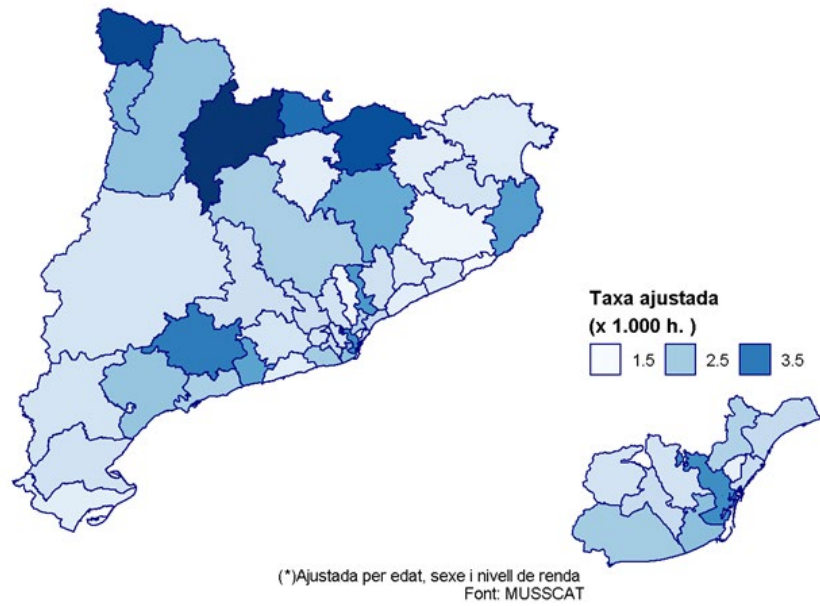 Taxa ajustada
(x 1.000 h. )
1.5 2.5 3.5
(*)Ajustada per edat, sexe i nivell de renda
Font: MUSSCAT